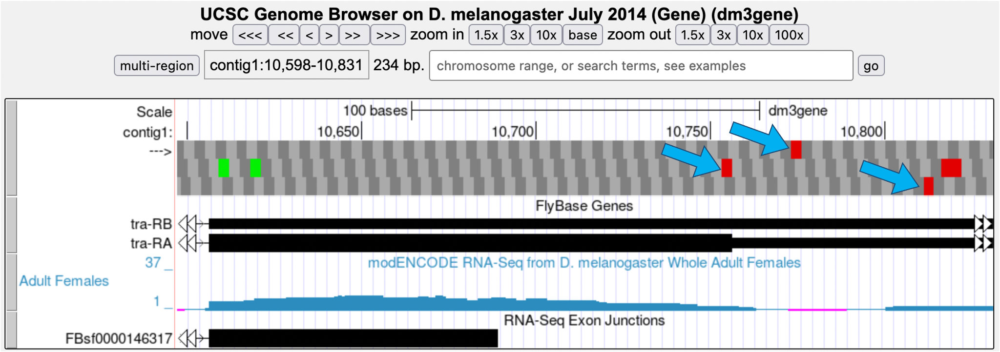 UCSC Genome Browser on D. melanogaster July 2014 (Gene) (dm3gene)
move <<< << < > >> >>> zoom in 1.5x 3x 10x base zoom out 1.5x 3x 10x 100x
multi-region contig1:10,598-10,831 234 bp. chromosome range, or search terms, see examples go
Scale 100 bases dm3gene
contig1: 10,650 10,700 10,750 10,800
--->
FlyBase Genes
tra-RB
tra-RA
37 _ modENCODE RNA-Seq from D. melanogaster Whole Adult Females
Adult Females
1 _
RNA-Seq Exon Junctions
FBsf0000146317